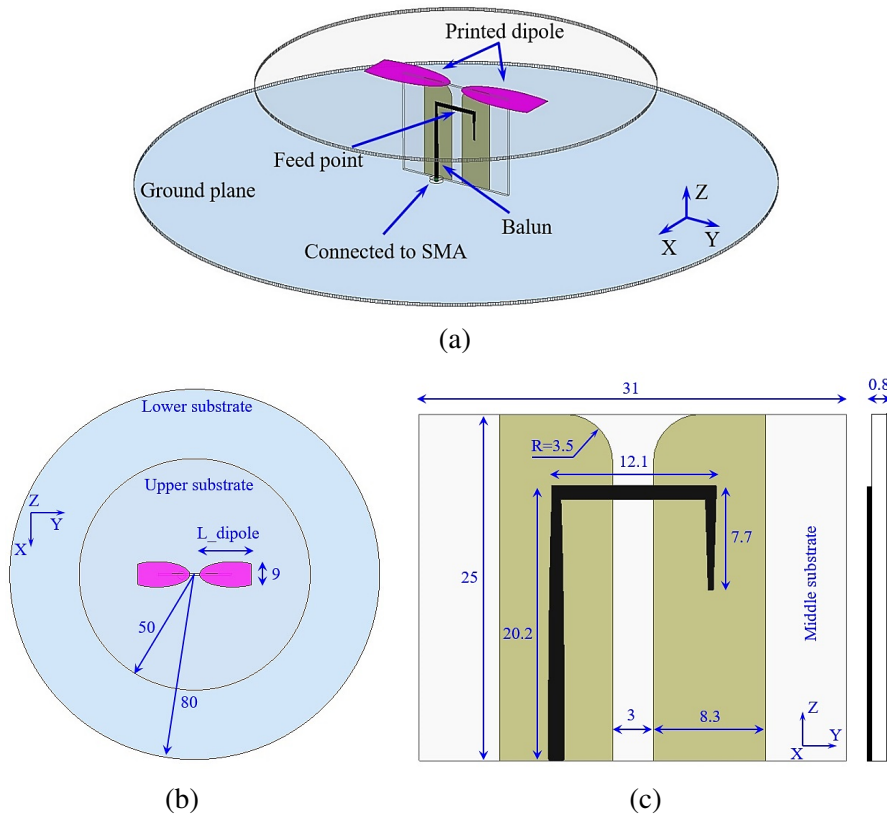 Printed dipole
Feed point
Ground plane
Balun
Connected to SMA
Z
X
Y
(a)
Lower substrate
Upper substrate
Z
Y
X
L_dipole
9
50
80
(b)
31
0.8
R=3.5
12.1
7.7
25
20.2
Middle substrate
3
8.3
Z
X
Y
(c)